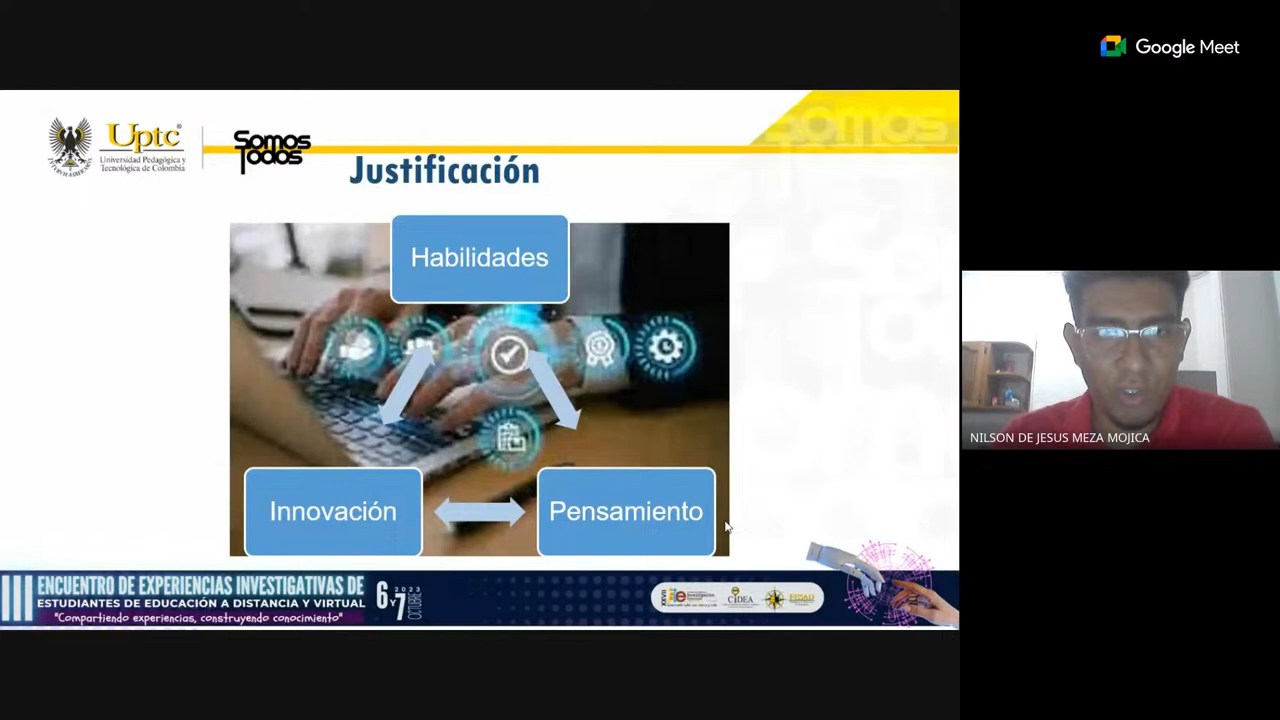 Google Meet
Uptc
Universidad Pedagógica y
Tecnológica de Colombia
Somos
Todos
somos
Justificación
Habilidades
Innovación
Pensamiento
NILSON DE JESUS MEZA MOJICA
III ENCUENTRO DE EXPERIENCIAS INVESTIGATIVAS DE
ESTUDIANTES DE EDUCACIÓN A DISTANCIA Y VIRTUAL
"Compartiendo experiencias, construyendo conocimiento"
6 Y 7
2023
OCTUBRE
CIDEA